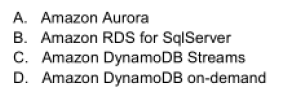 A. Amazon Aurora
B. Amazon RDS for SqlServer
C. Amazon DynamoDB Streams
D. Amazon DynamoDB on-demand